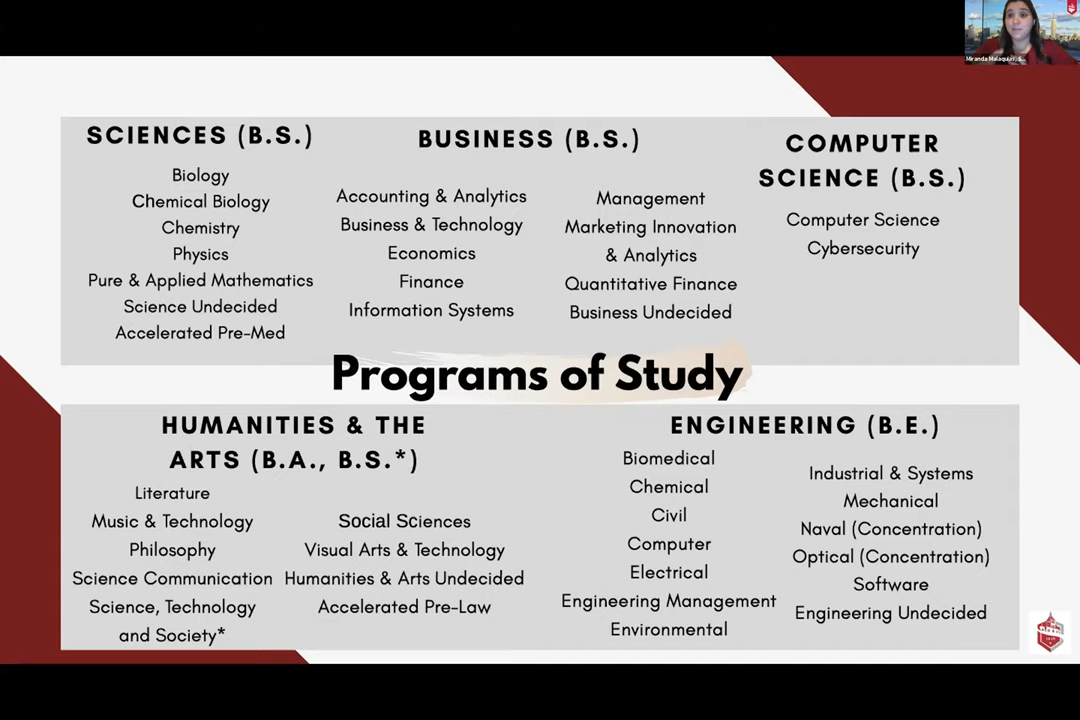 Miranda Malaquias, S...
SCIENCES (B.S.)
Biology
Chemical Biology
Chemistry
Physics
Pure & Applied Mathematics
Science Undecided
Accelerated Pre-Med
BUSINESS (B.S.)
Accounting & Analytics
Business & Technology
Economics
Finance
Information Systems
Management
Marketing Innovation
& Analytics
Quantitative Finance
Business Undecided
COMPUTER
SCIENCE (B.S.)
Computer Science
Cybersecurity
Programs of Study
HUMANITIES & THE
ARTS (B.A., B.S.*)
Literature
Music & Technology
Philosophy
Science Communication
Science, Technology
and Society*
Social Sciences
Visual Arts & Technology
Humanities & Arts Undecided
Accelerated Pre-Law
ENGINEERING (B.E.)
Biomedical
Chemical
Civil
Computer
Electrical
Engineering Management
Environmental
Industrial & Systems
Mechanical
Naval (Concentration)
Optical (Concentration)
Software
Engineering Undecided